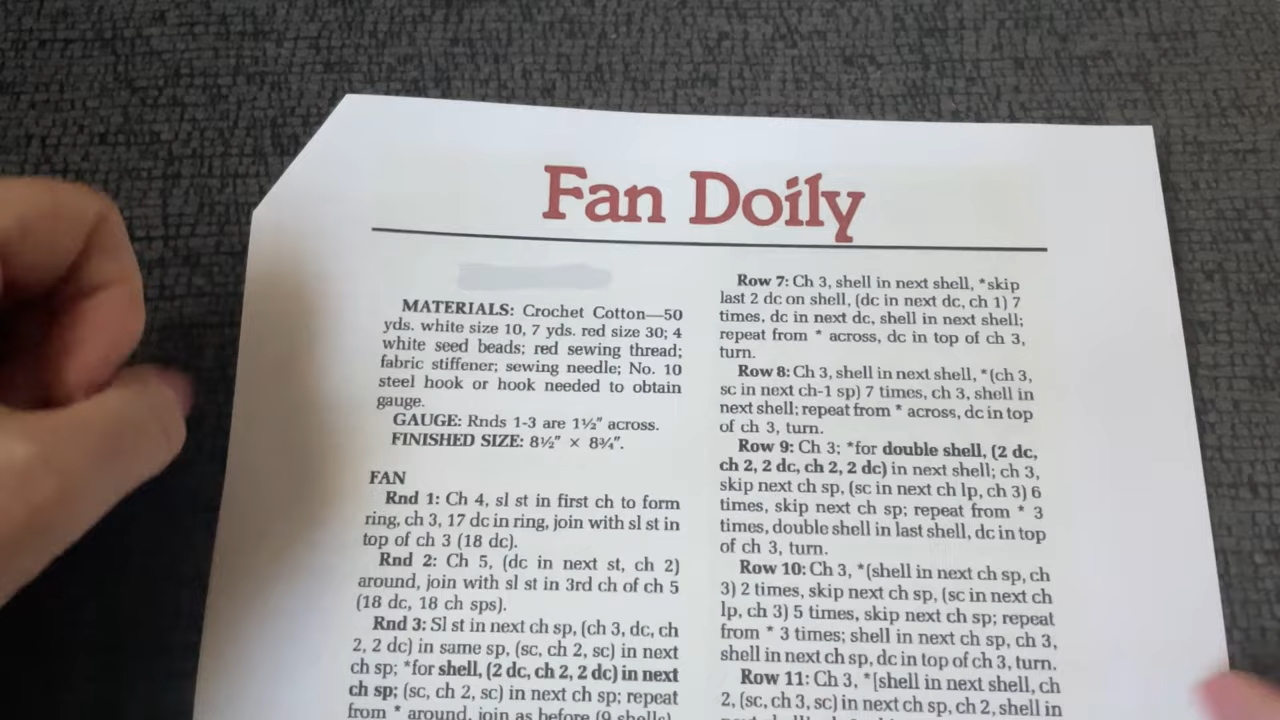 Fan Doily
MATERIALS: Crochet Cotton—50
yds. white size 10, 7 yds. red size 30; 4
white seed beads; red sewing thread;
fabric stiffener; sewing needle; No. 10
steel hook or hook needed to obtain
gauge.
GAUGE: Rnds 1-3 are 1½" across.
FINISHED SIZE: 8½" × 8¾".
FAN
Rnd 1: Ch 4, sl st in first ch to form
ring, ch 3, 17 dc in ring, join with sl st in
top of ch 3 (18 dc).
Rnd 2: Ch 5, (dc in next st, ch 2)
around, join with sl st in 3rd ch of ch 5
(18 dc, 18 ch sps).
Rnd 3: Sl st in next ch sp, (ch 3, dc, ch
2, 2 dc) in same sp, (sc, ch 2, sc) in next
ch sp; *for shell, (2 dc, ch 2, 2 dc) in next
ch sp; (sc, ch 2, sc) in next ch sp; repeat
from * around, join as before (9 shells)
Row 7: Ch 3, shell in next shell, *skip
last 2 dc on shell, (dc in next dc, ch 1) 7
times, dc in next dc, shell in next shell;
repeat from * across, dc in top of ch 3,
turn.
Row 8: Ch 3, shell in next shell, *(ch 3,
sc in next ch-1 sp) 7 times, ch 3, shell in
next shell; repeat from * across, dc in top
of ch 3, turn.
Row 9: Ch 3; *for double shell, (2 dc,
ch 2, 2 dc, ch 2, 2 dc) in next shell; ch 3,
skip next ch sp, (sc in next ch lp, ch 3) 6
times, skip next ch sp; repeat from * 3
times, double shell in last shell, dc in top
of ch 3, turn.
Row 10: Ch 3, *(shell in next ch sp, ch
3) 2 times, skip next ch sp, (sc in next ch
lp, ch 3) 5 times, skip next ch sp; repeat
from * 3 times; shell in next ch sp, ch 3,
shell in next ch sp, dc in top of ch 3, turn.
Row 11: Ch 3, *[shell in next shell, ch
2, (sc, ch 3, sc) in next ch sp, ch 2, shell in